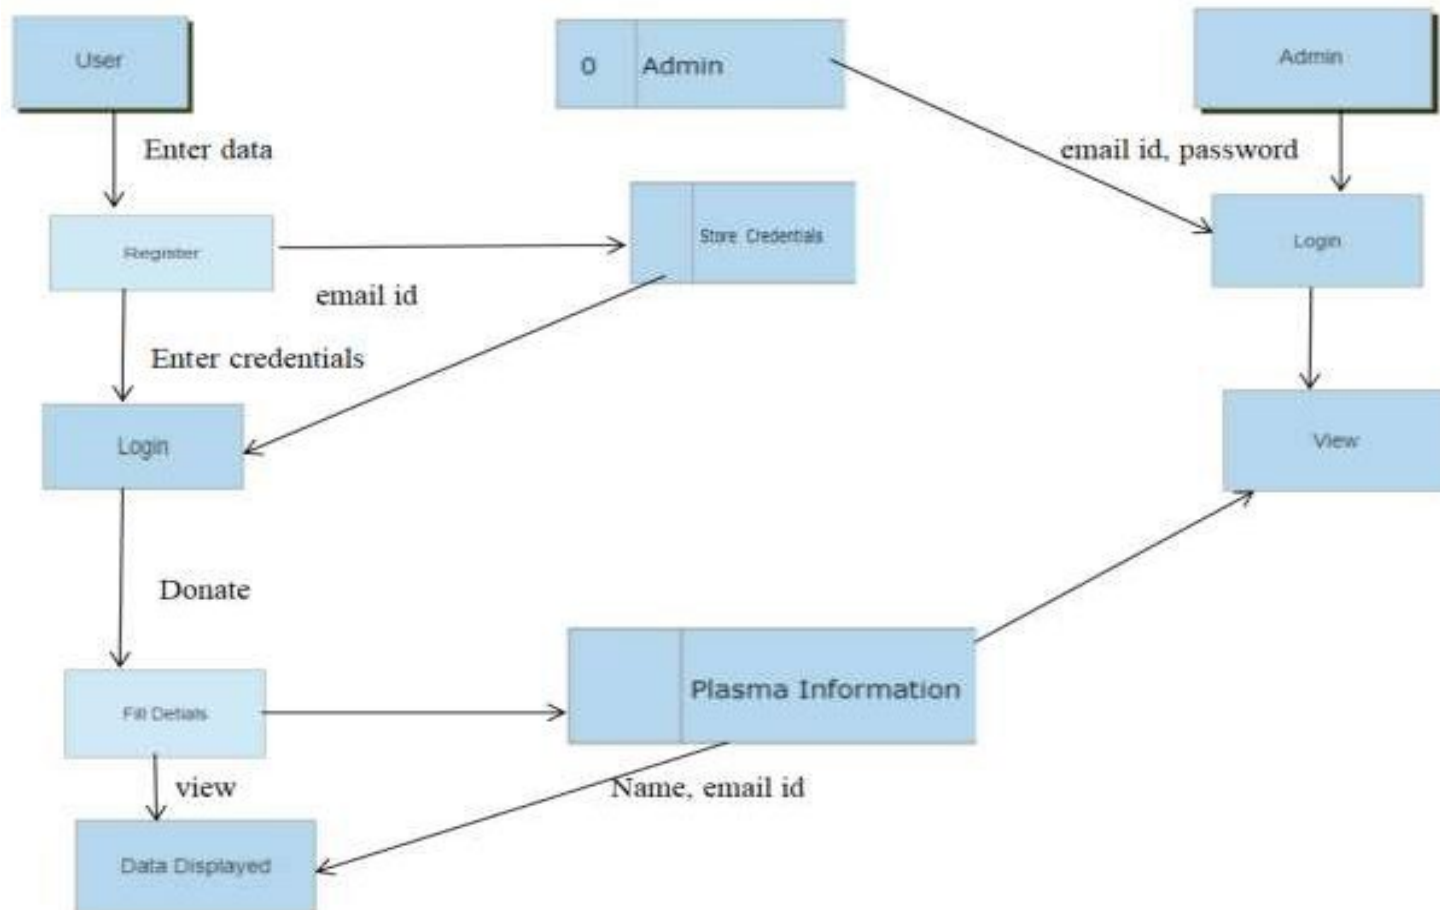 User
0 Admin
Admin
Enter data
email id, password
Register
Store Credentials
Login
email id
Enter credentials
Login
View
Donate
Fill Detials
Plasma Information
view
Name, email id
Data Displayed